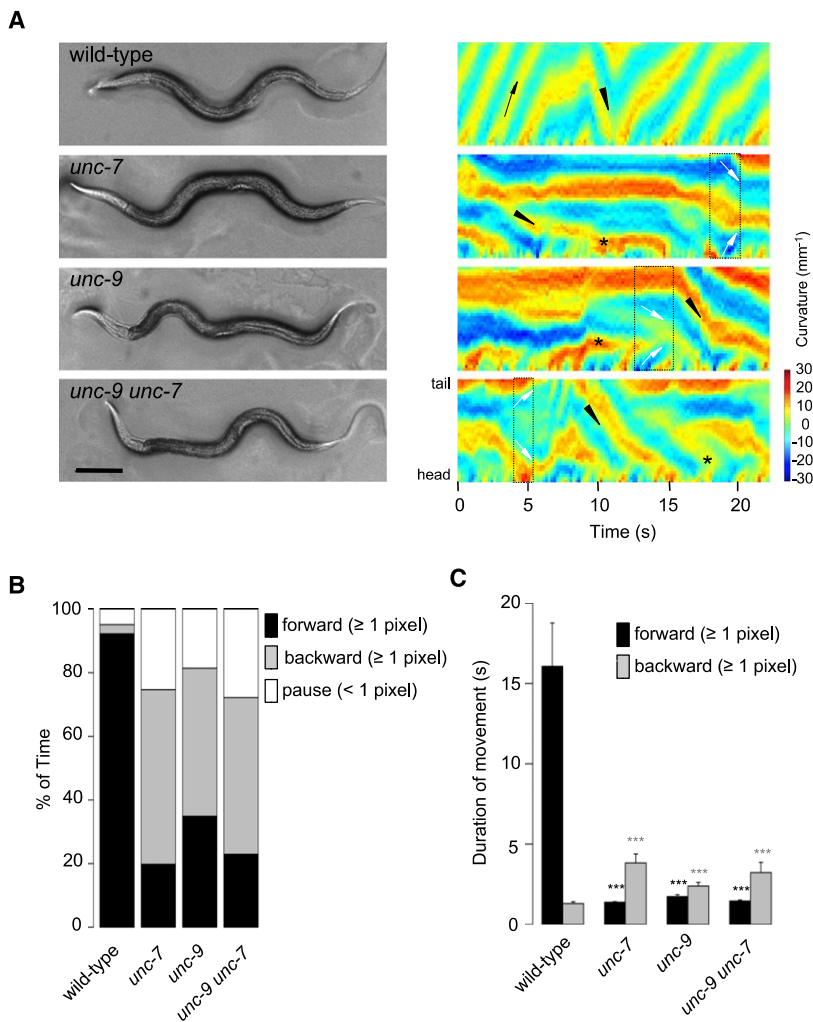 A
wild-type
unc-7
unc-9
unc-9 unc-7
*
*
*
tail
head
0 5 10 15 20
Time (s)
Curvature (mm⁻¹)
30
20
10
0
-10
-20
-30
B
100
80
60
40
20
0
% of Time
forward (≥ 1 pixel)
backward (≥ 1 pixel)
pause (< 1 pixel)
wild-type
unc-7
unc-9
unc-9 unc-7
C
20
15
10
5
0
Duration of movement (s)
forward (≥ 1 pixel)
backward (≥ 1 pixel)
*** ***
*** ***
*** ***
wild-type
unc-7
unc-9
unc-9 unc-7